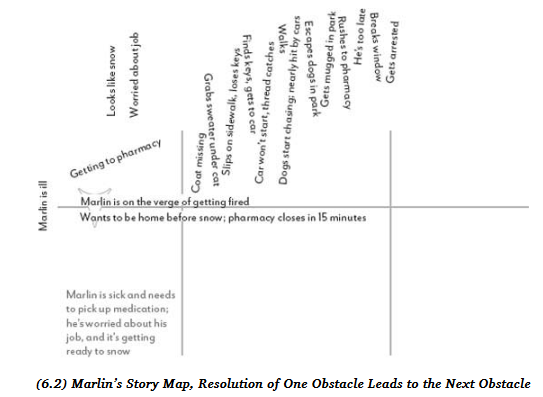 Looks like snow
Worried about job
Getting to pharmacy
Marlin is ill
Coat missing
Grabs sweater under cat
Slips on sidewalk, loses keys
Finds keys, gets to car
Car won't start, thread catches
Walks
Dogs start chasing; nearly hit by cars
Escapes dogs in park
Gets mugged in park
Rushes to pharmacy
He's too late
Breaks window
Gets arrested
Marlin is on the verge of getting fired
Wants to be home before snow; pharmacy closes in 15 minutes
Marlin is sick and needs
to pick up medication;
he's worried about his
job, and it's getting
ready to snow
(6.2) Marlin's Story Map, Resolution of One Obstacle Leads to the Next Obstacle